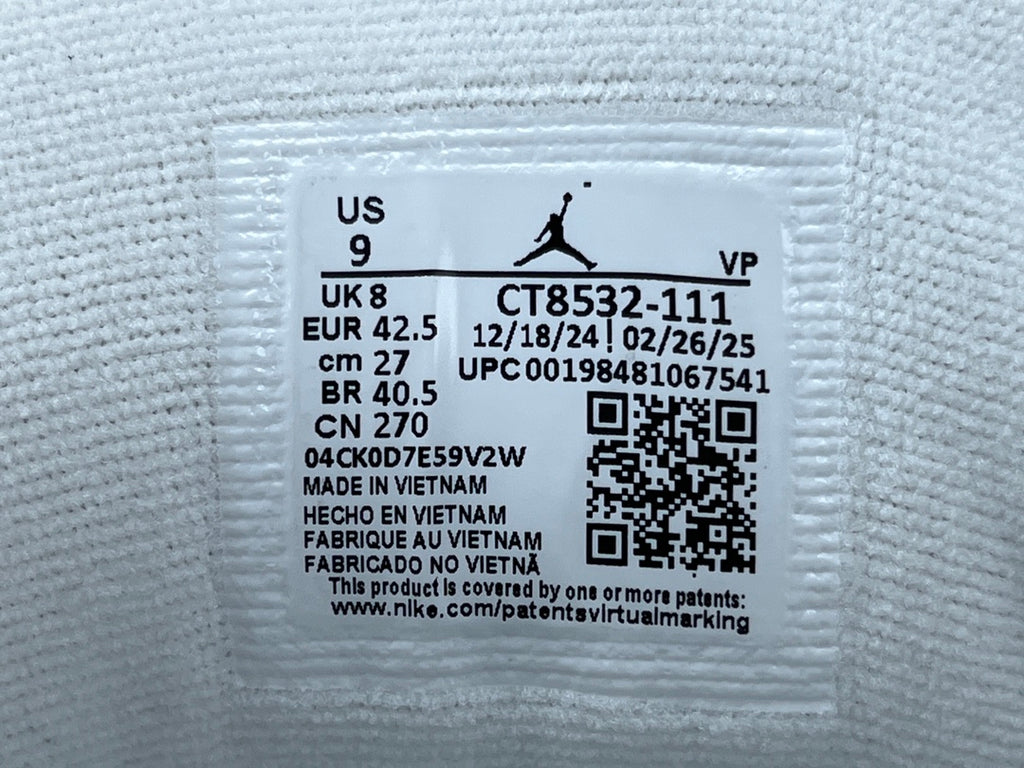 US
9
VP
UK 8
CT8532-111
EUR 42.5
12/18/24 | 02/26/25
cm 27
UPC 00198481067541
BR 40.5
CN 270
04CK0D7E59V2W
MADE IN VIETNAM
HECHO EN VIETNAM
FABRIQUE AU VIETNAM
FABRICADO NO VIETNÃ
This product is covered by one or more patents:
www.nike.com/patentsvirtualmarking